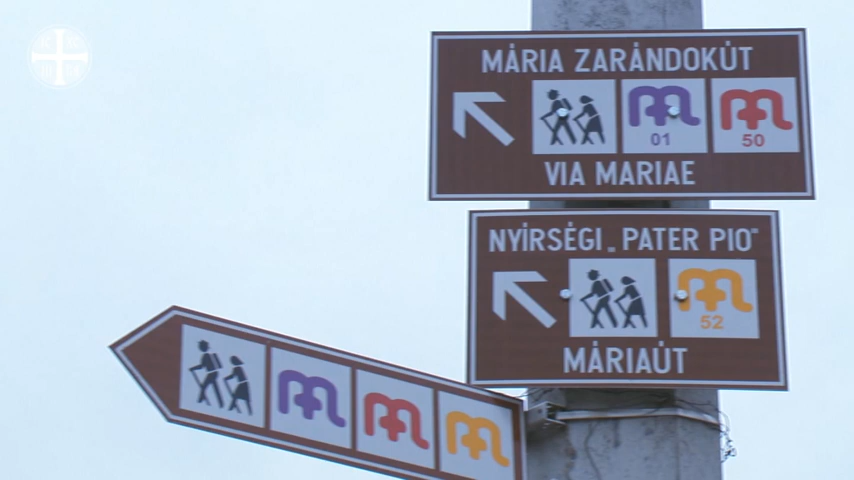 MÁRIA ZARÁNDOKÚT
01 50
VIA MARIAE
NYÍRSÉGI „PATER PIO"
52
MÁRIAÚT